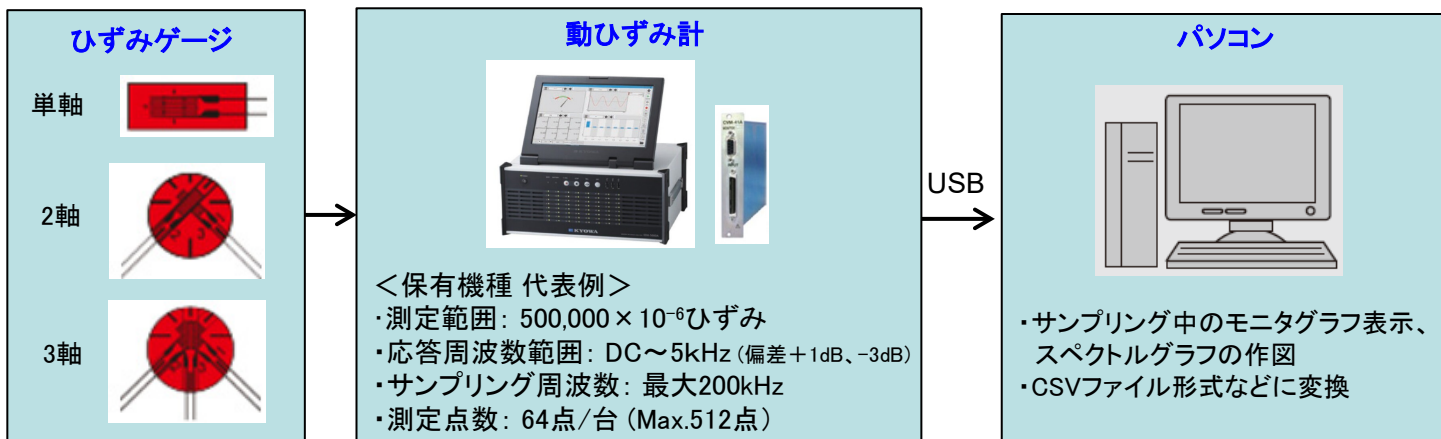 ひずみゲージ
単軸
2軸
3軸
動ひずみ計
KYOWA
＜保有機種 代表例＞
・測定範囲： 500,000×10⁻⁶ひずみ
・応答周波数範囲： DC～5kHz (偏差＋1dB、−3dB)
・サンプリング周波数： 最大200kHz
・測定点数： 64点/台 (Max.512点)
USB
パソコン
・サンプリング中のモニタグラフ表示、
スペクトルグラフの作図
・CSVファイル形式などに変換